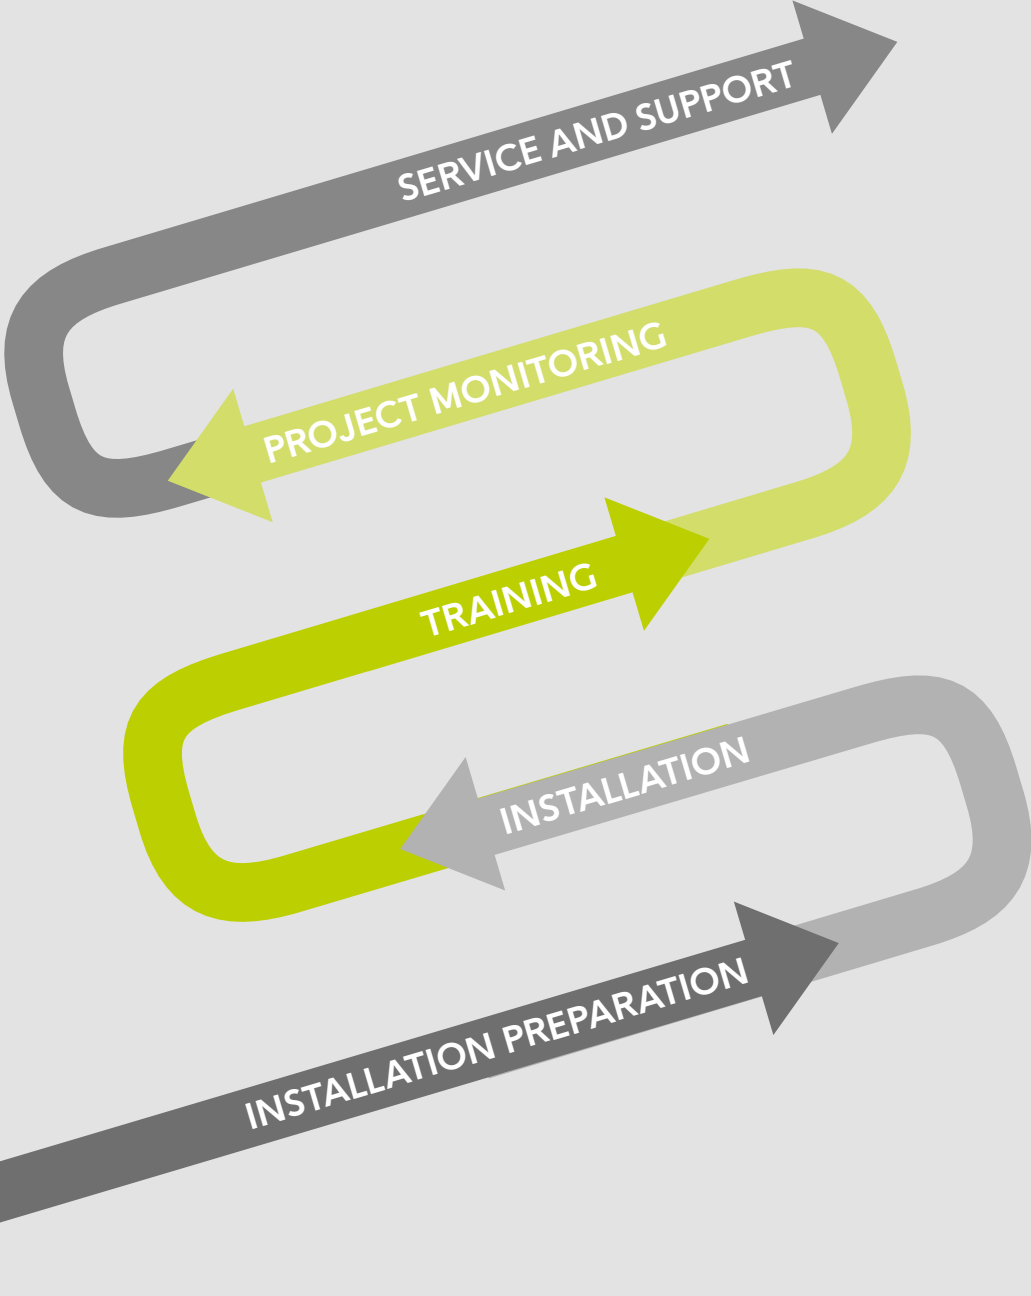 SERVICE AND SUPPORT
PROJECT MONITORING
TRAINING
INSTALLATION
INSTALLATION PREPARATION